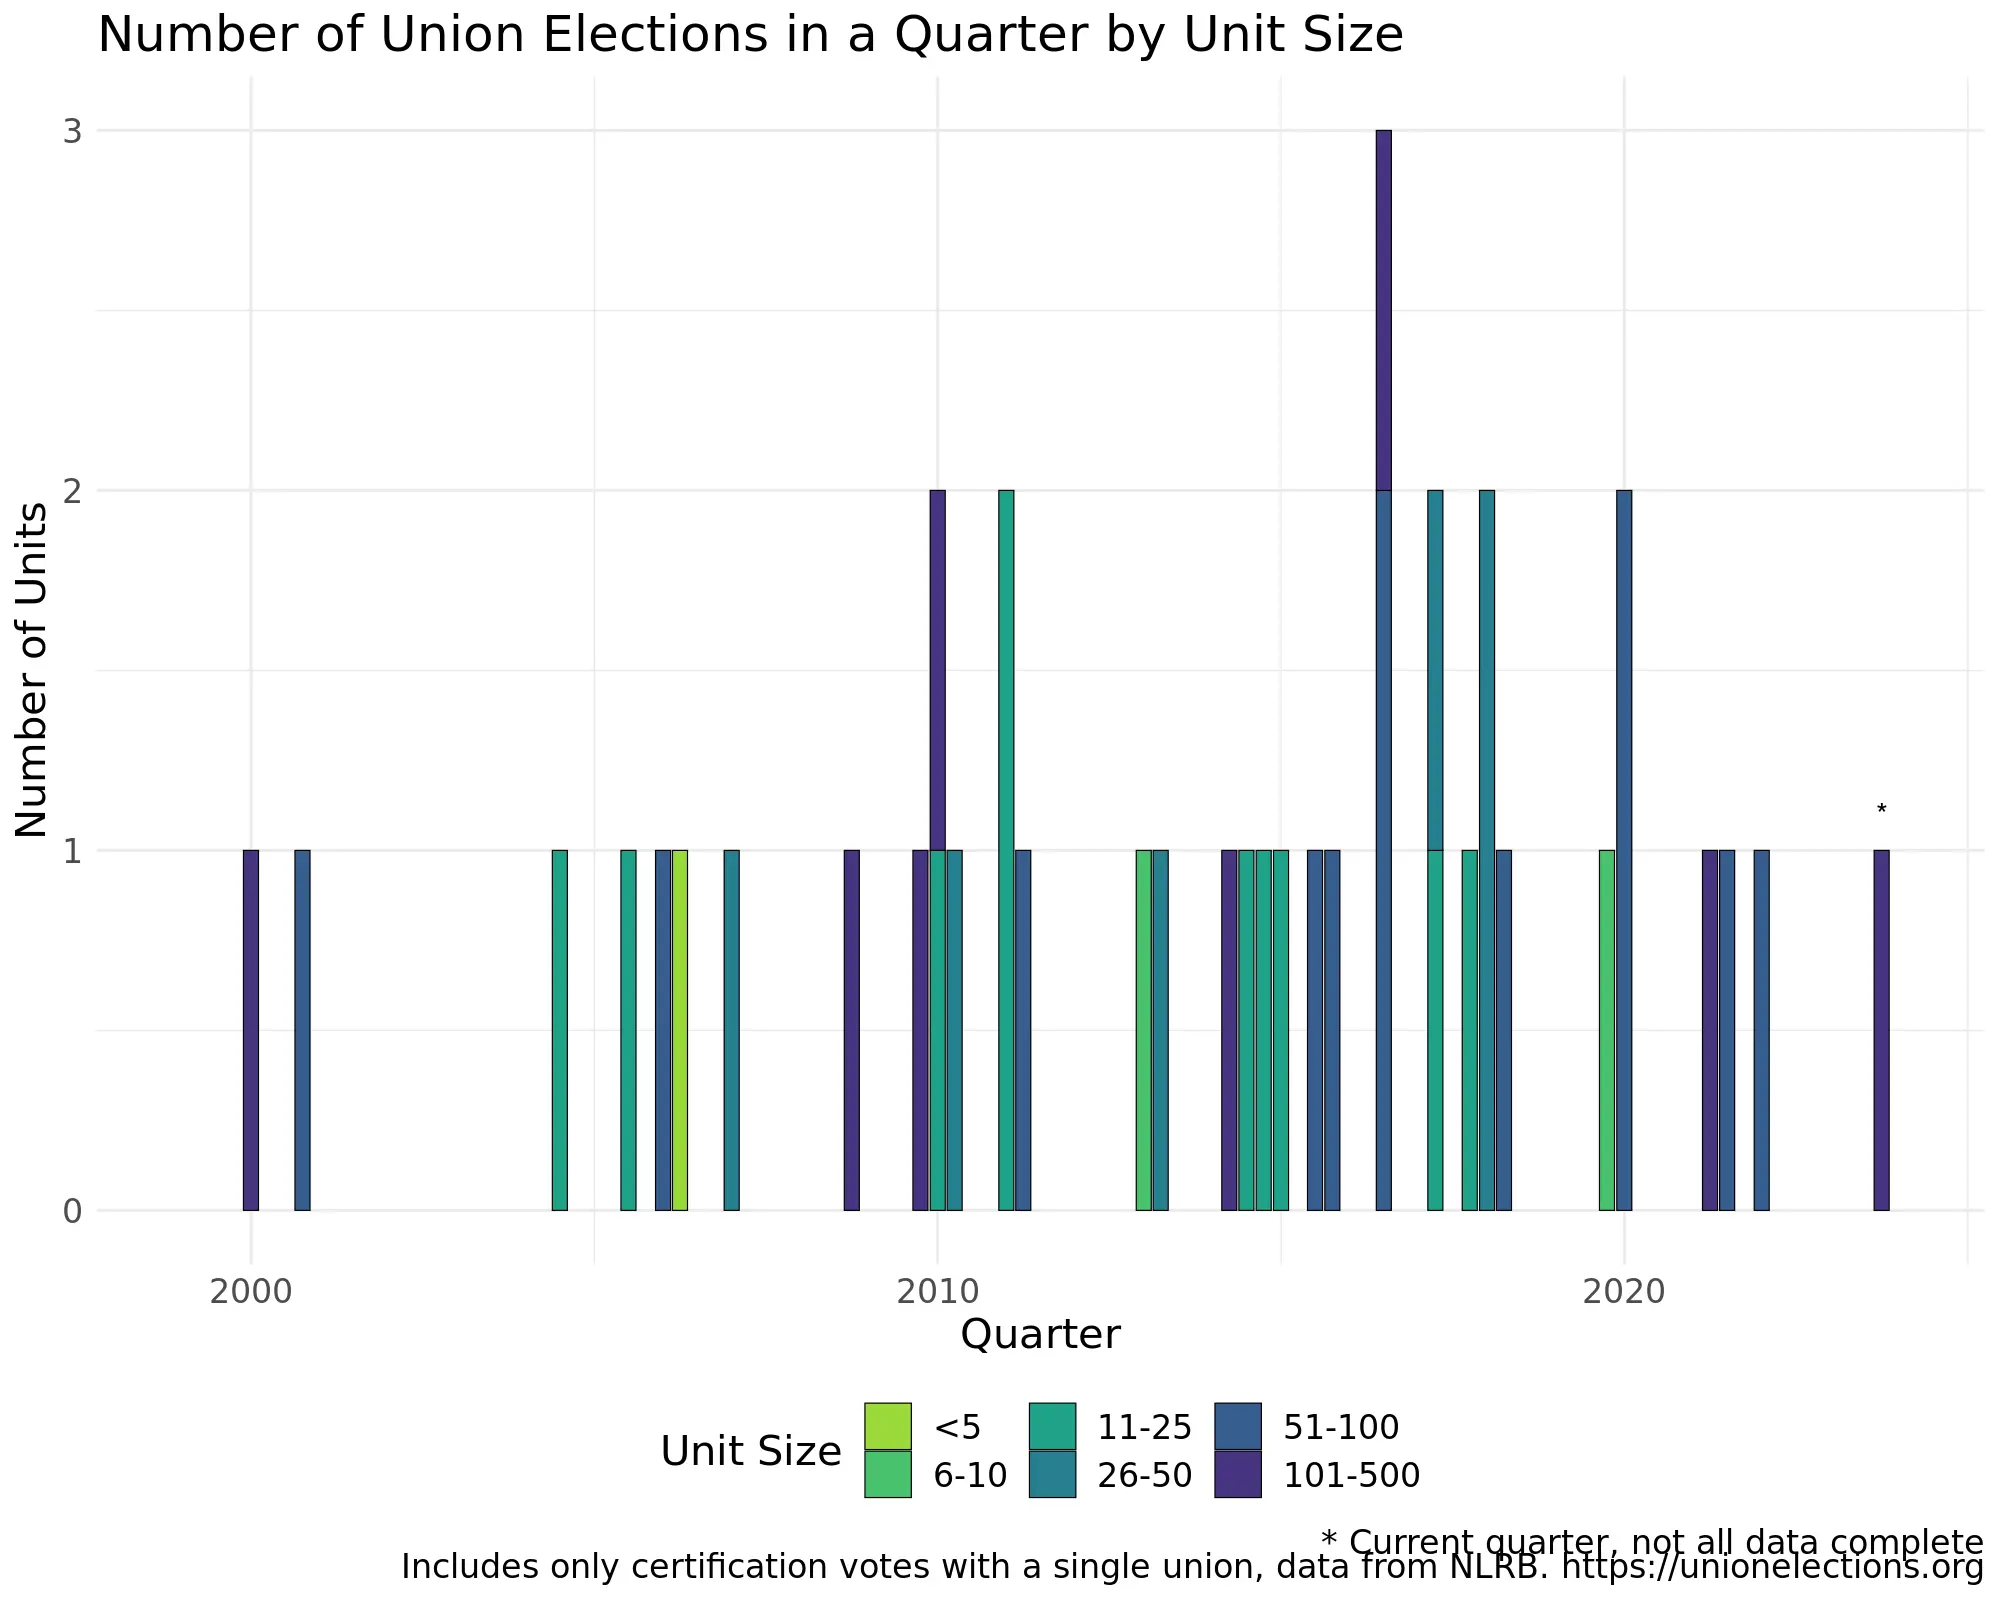 Number of Union Elections in a Quarter by Unit Size
Number of Units
3
2
1
0
*
2000 2010 2020
Quarter
Unit Size
<5 11-25 51-100
6-10 26-50 101-500
* Current quarter, not all data complete
Includes only certification votes with a single union, data from NLRB. https://unionelections.org